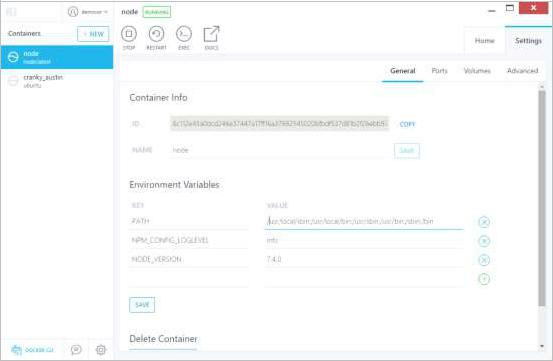 demouser
Containers
+ NEW
node
node:latest
cranky_austin
ubuntu
node RUNNING
STOP RESTART EXEC DOCS
Home Settings
General Ports Volumes Advanced
Container Info
ID COPY
NAME node Save
Environment Variables
KEY VALUE
PATH /usr/local/sbin:/usr/local/bin:/usr/sbin:/usr/bin:/sbin:/bin
NPM_CONFIG_LOGLEVEL info
NODE_VERSION 7.4.0
SAVE
DOCKER CLI
Delete Container